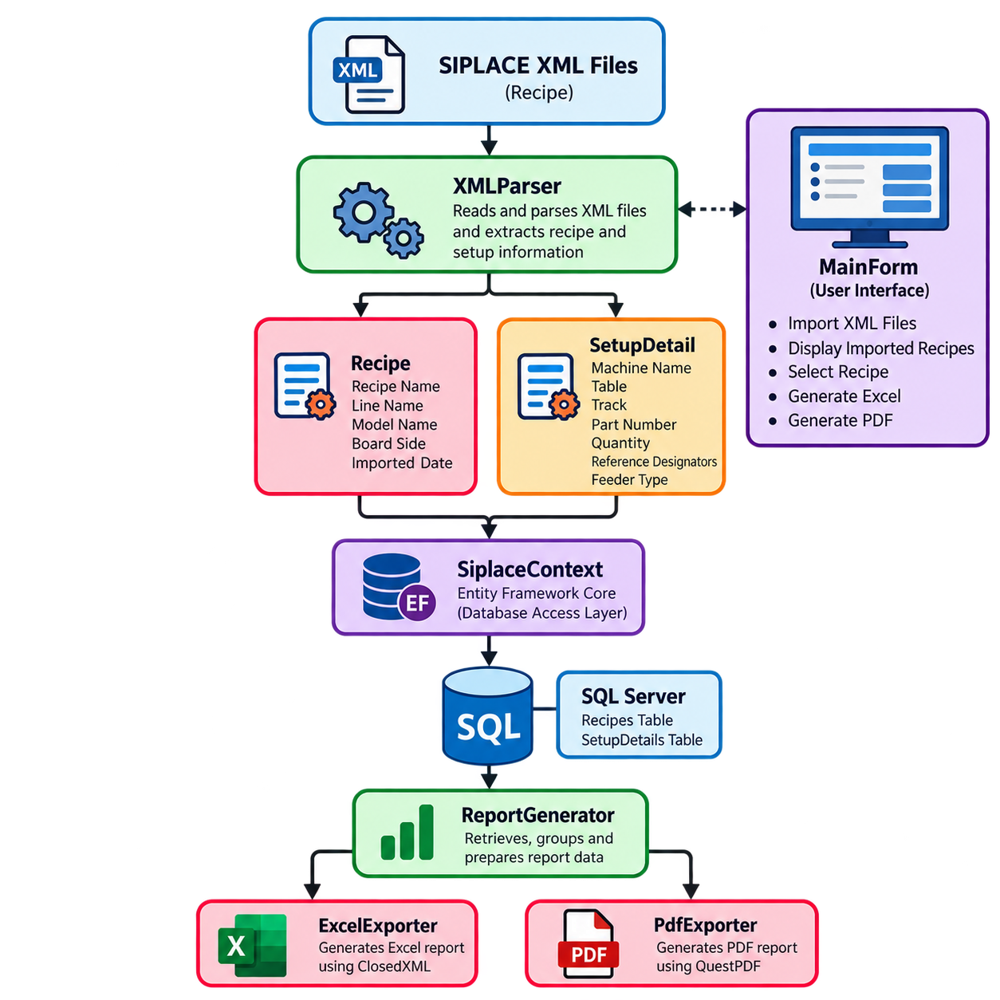 XML
SIPLACE XML Files
(Recipe)
XMLParser
Reads and parses XML files
and extracts recipe and
setup information
MainForm
(User Interface)
Import XML Files
Display Imported Recipes
Select Recipe
Generate Excel
Generate PDF
Recipe
Recipe Name
Line Name
Model Name
Board Side
Imported Date
SetupDetail
Machine Name
Table
Track
Part Number
Quantity
Reference Designators
Feeder Type
EF
SiplaceContext
Entity Framework Core
(Database Access Layer)
SQL
SQL Server
Recipes Table
SetupDetails Table
ReportGenerator
Retrieves, groups and
prepares report data
X
ExcelExporter
Generates Excel report
using ClosedXML
PDF
PdfExporter
Generates PDF report
using QuestPDF